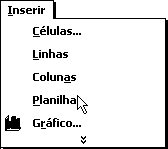 Inserir
Células...
Linhas
Colunas
Planilha
Gráfico...